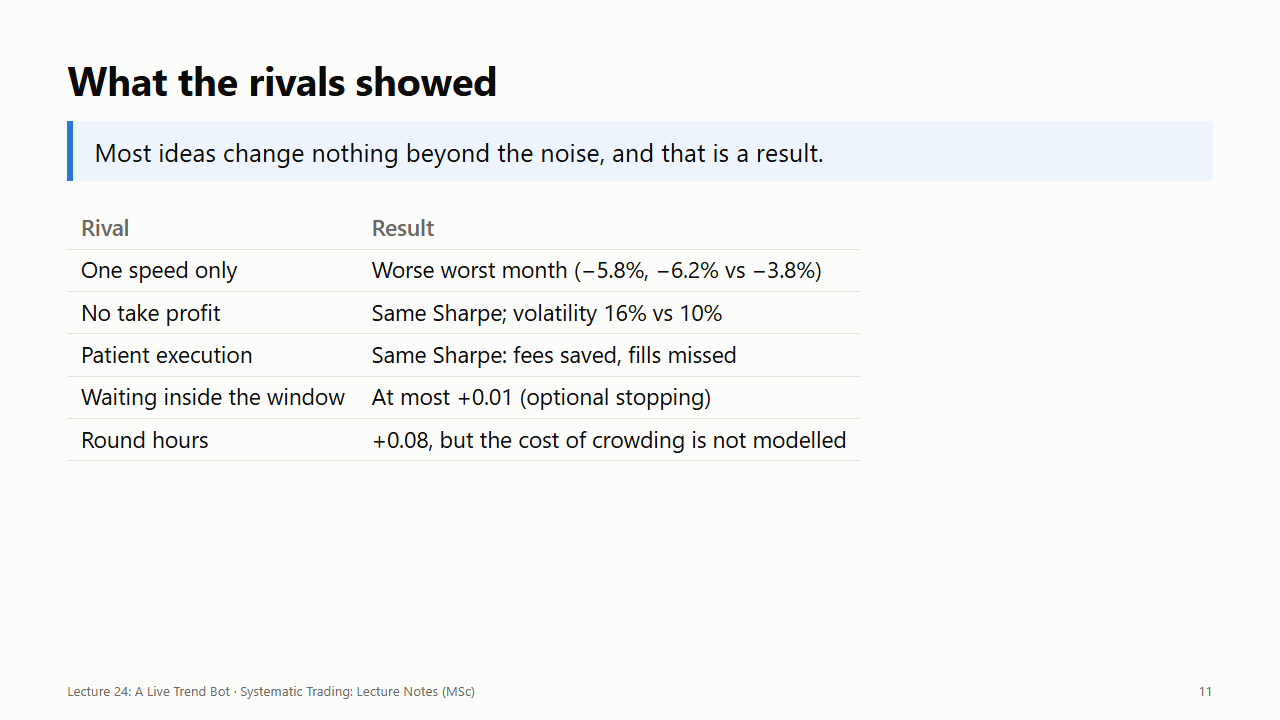 What the rivals showed
Most ideas change nothing beyond the noise, and that is a result.
Rival Result
One speed only Worse worst month (−5.8%, −6.2% vs −3.8%)
No take profit Same Sharpe; volatility 16% vs 10%
Patient execution Same Sharpe: fees saved, fills missed
Waiting inside the window At most +0.01 (optional stopping)
Round hours +0.08, but the cost of crowding is not modelled
Lecture 24: A Live Trend Bot · Systematic Trading: Lecture Notes (MSc) 11